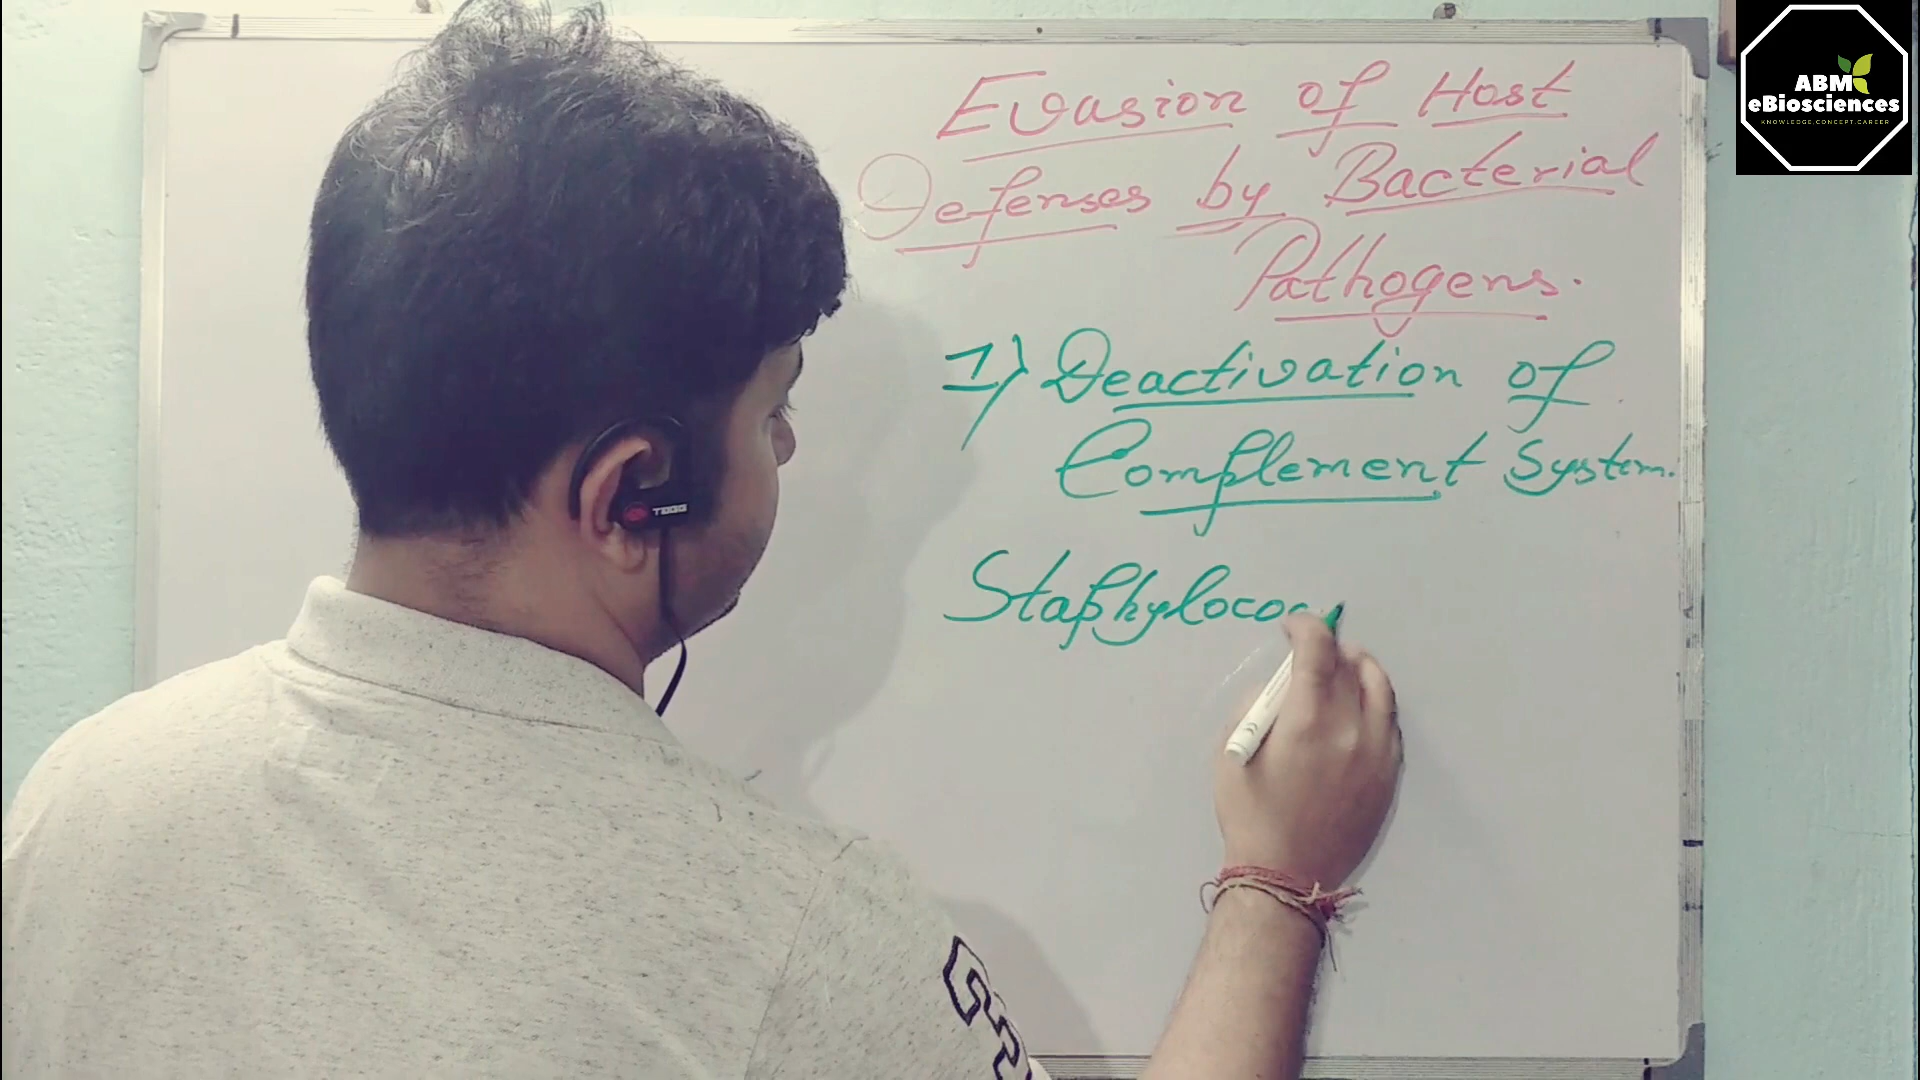 Evasion of Host
Defenses by Bacterial
Pathogens.
1) Deactivation of
Complement System.
Staphylococ
ABM
eBiosciences
KNOWLEDGE.CONCEPT.CAREER